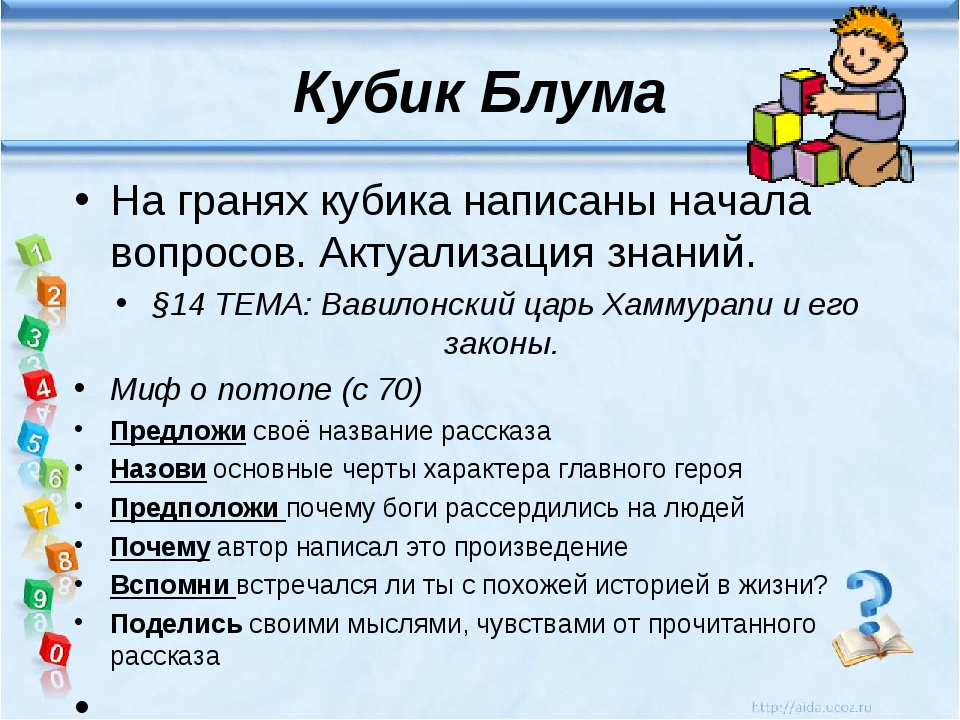 Кубик Блума
• На гранях кубика написаны начала
вопросов. Актуализация знаний.
• §14 ТЕМА: Вавилонский царь Хаммурапи и его
законы.
• Миф о потопе (с 70)
• Предложи своё название рассказа
• Назови основные черты характера главного героя
• Предположи почему боги рассердились на людей
• Почему автор написал это произведение
• Вспомни встречался ли ты с похожей историей в жизни?
• Поделись своими мыслями, чувствами от прочитанного
рассказа
•
1
2
3
4
5
6
7
8
9
0
?
http://aida.ucoz.ru